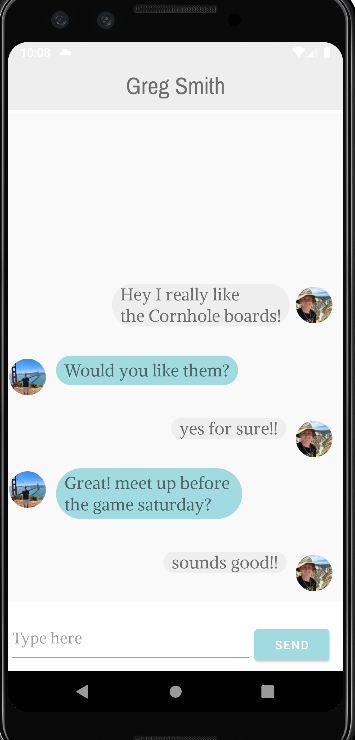 10:08
Greg Smith
Hey I really like
the Cornhole boards!
Would you like them?
yes for sure!!
Great! meet up before
the game saturday?
sounds good!!
Type here
SEND